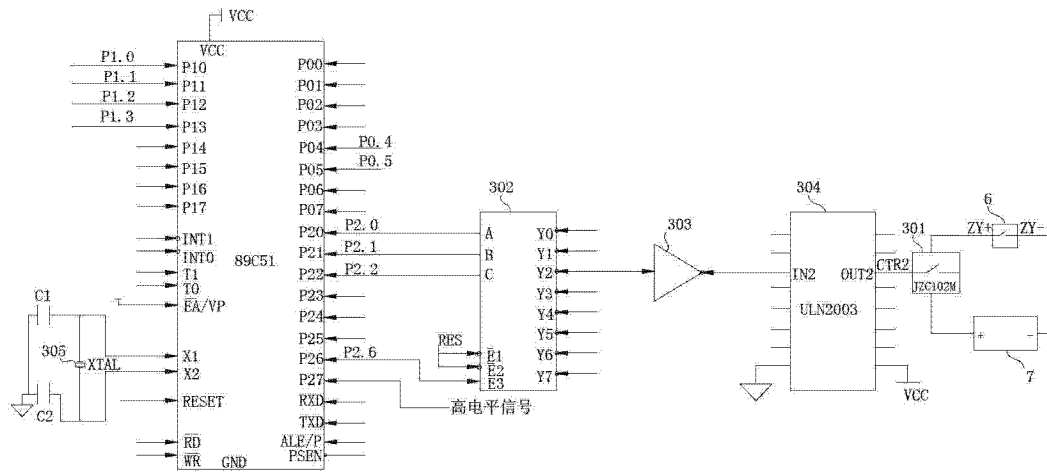 VCC
VCC
P1.0
P1.1
P1.2
P1.3
P10
P11
P12
P13
P14
P15
P16
P17
INT1
INT0
T1
T0
EA/VP
X1
X2
RESET
RD
WR
GND
89C51
P00
P01
P02
P03
P04
P05
P06
P07
P20
P21
P22
P23
P24
P25
P26
P27
RXD
TXD
ALE/P
PSEN
P0.4
P0.5
P2.0
P2.1
P2.2
P2.6
高电平信号
C1
305
XTAL
C2
302
A
B
C
RES
E1
E2
E3
Y0
Y1
Y2
Y3
Y4
Y5
Y6
Y7
303
304
IN2
OUT2
ULN2003
VCC
CTR2
301
JZC102M
6
ZY+
ZY-
+
-
7